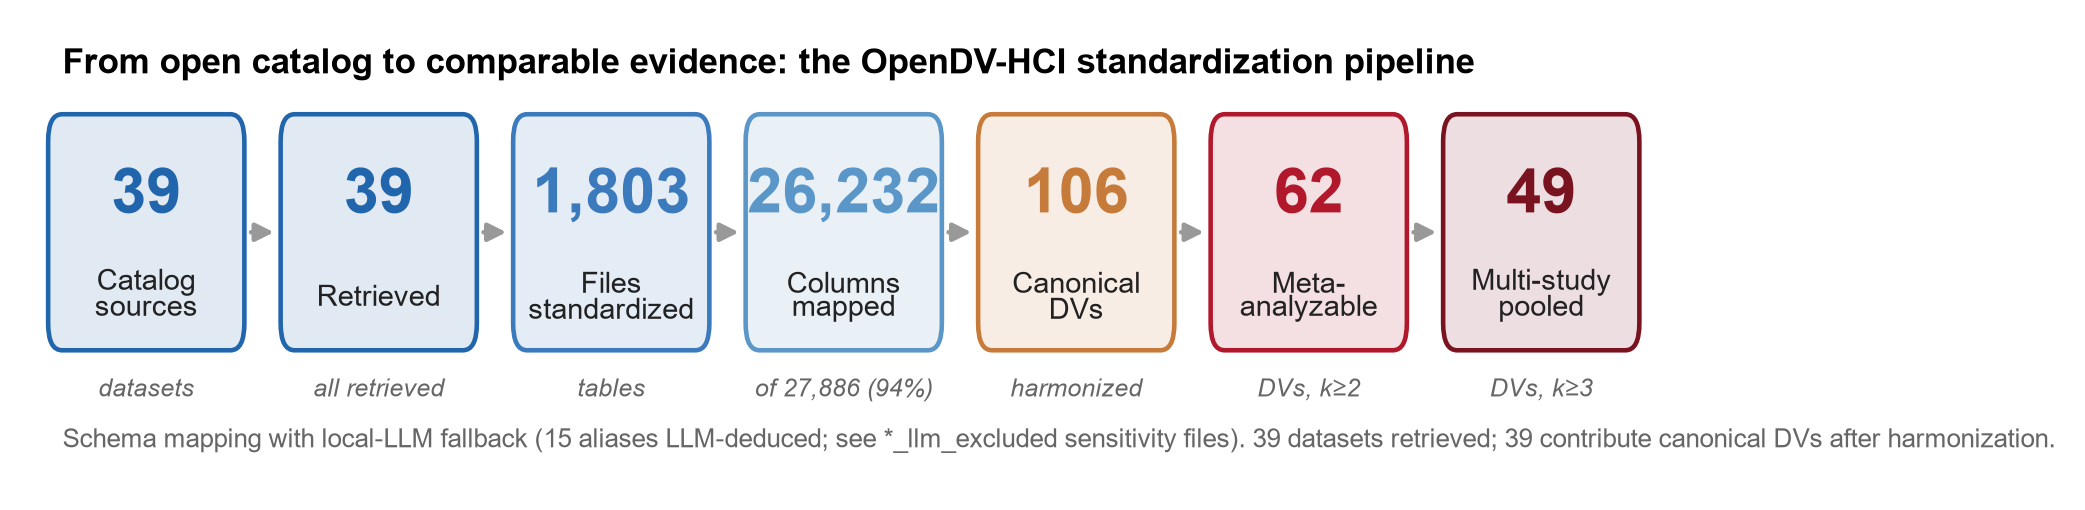 From open catalog to comparable evidence: the OpenDV-HCI standardization pipeline
39
Catalog
sources
datasets
39
Retrieved
all retrieved
1,803
Files
standardized
tables
26,232
Columns
mapped
of 27,886 (94%)
106
Canonical
DVs
harmonized
62
Meta-
analyzable
DVs, k≥2
49
Multi-study
pooled
DVs, k≥3
Schema mapping with local-LLM fallback (15 aliases LLM-deduced; see *_llm_excluded sensitivity files). 39 datasets retrieved; 39 contribute canonical DVs after harmonization.